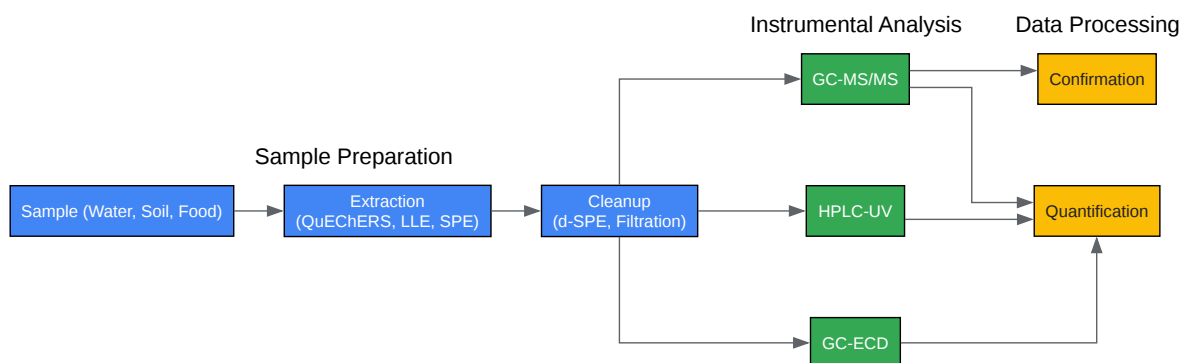 Instrumental Analysis
Data Processing
GC-MS/MS
Confirmation
Sample Preparation
Sample (Water, Soil, Food)
Extraction
(QuEChERS, LLE, SPE)
Cleanup
(d-SPE, Filtration)
HPLC-UV
Quantification
GC-ECD